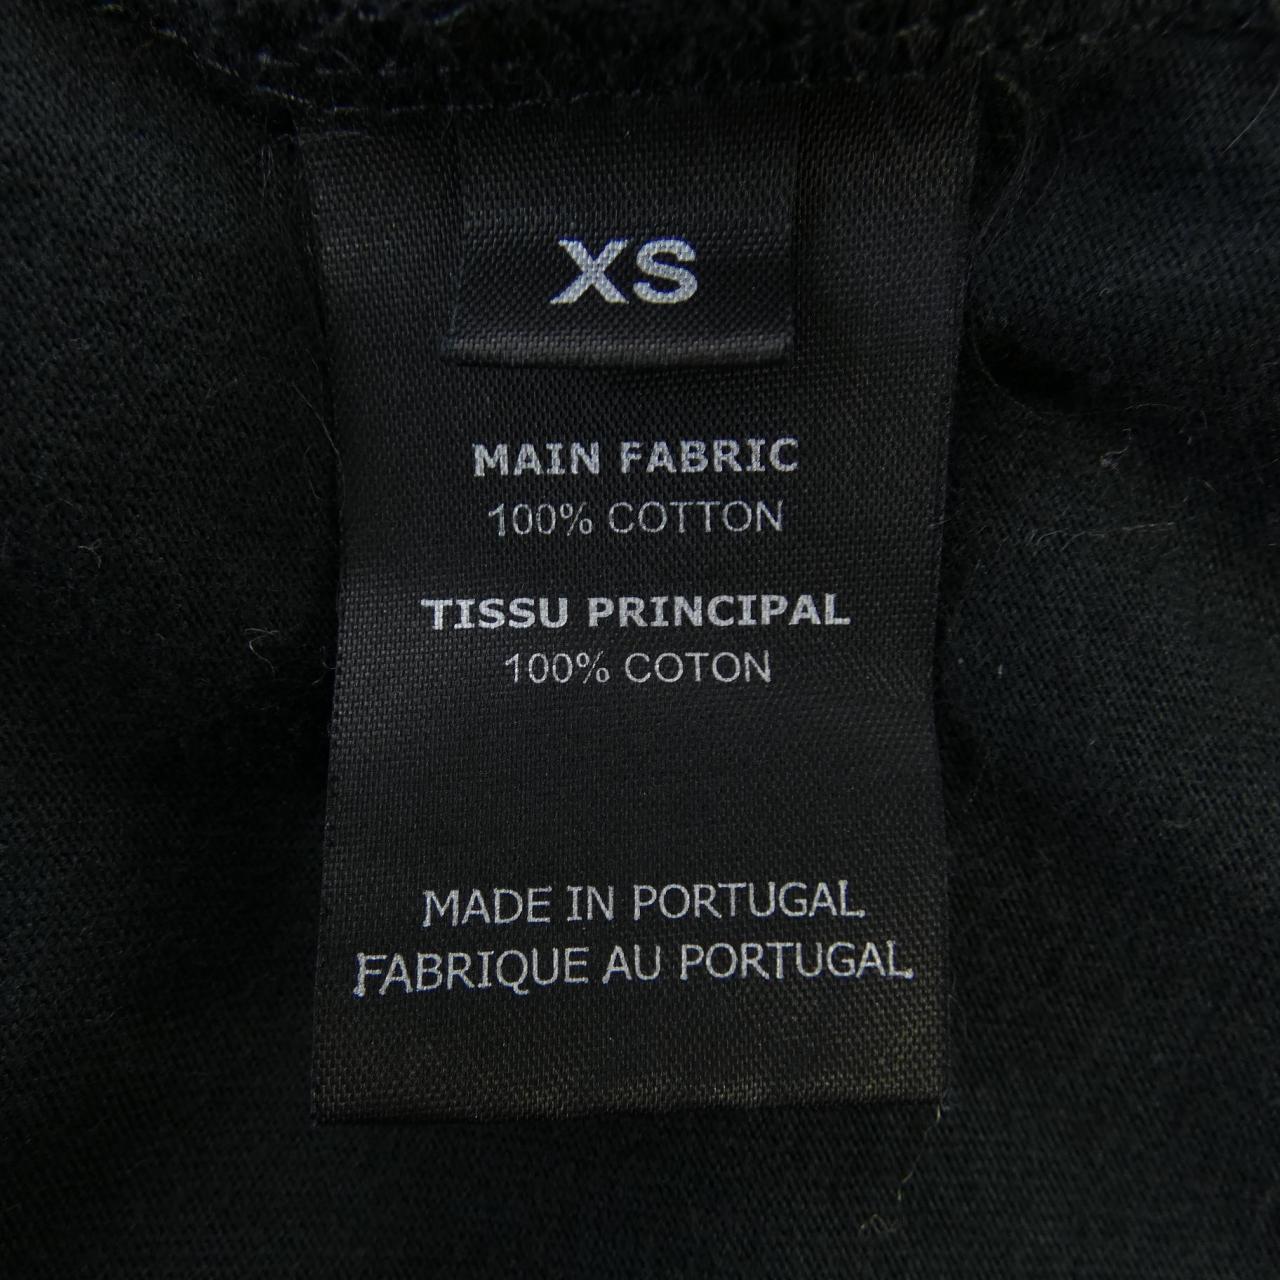 XS
MAIN FABRIC
100% COTTON
TISSU PRINCIPAL
100% COTON
MADE IN PORTUGAL
FABRIQUE AU PORTUGAL